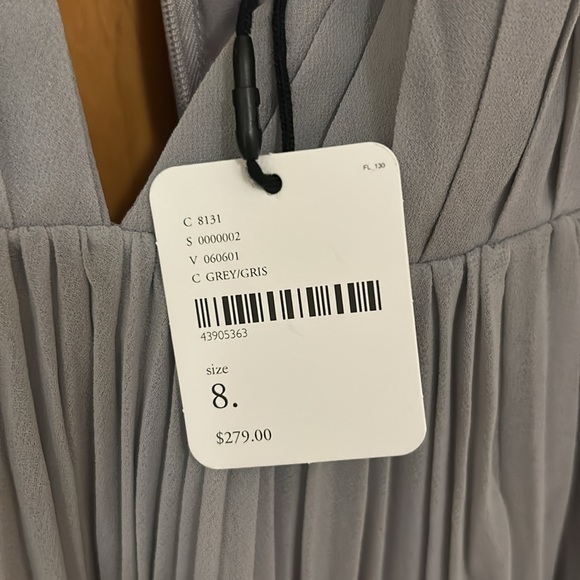 FL_130
C 8131
S 0000002
V 060601
C GREY/GRIS
43905363
size
8.
$279.00